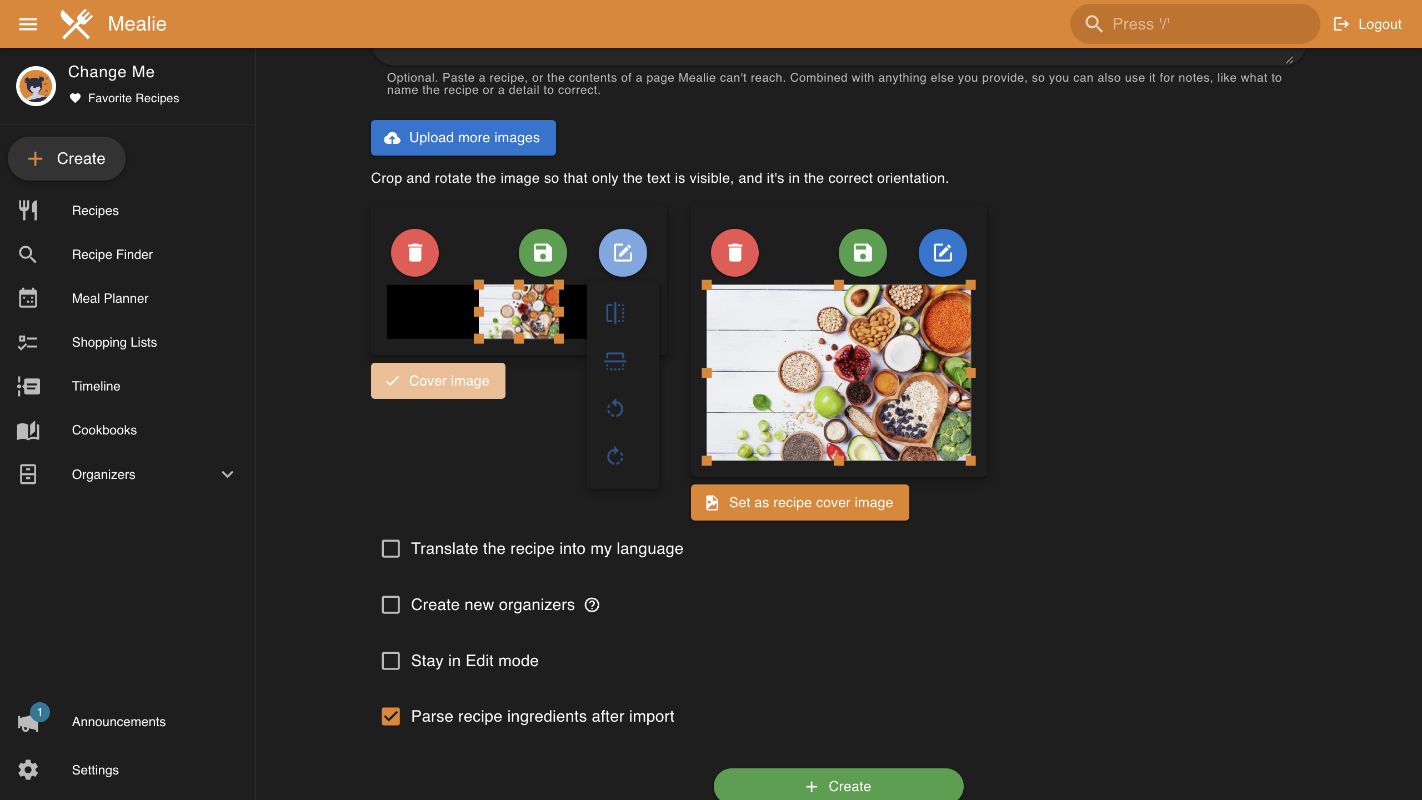 Mealie
Press '/'
Logout
Change Me
Favorite Recipes
Create
Recipes
Recipe Finder
Meal Planner
Shopping Lists
Timeline
Cookbooks
Organizers
1
Announcements
Settings
Optional. Paste a recipe, or the contents of a page Mealie can't reach. Combined with anything else you provide, so you can also use it for notes, like what to
name the recipe or a detail to correct.
Upload more images
Crop and rotate the image so that only the text is visible, and it's in the correct orientation.
Cover image
Set as recipe cover image
Translate the recipe into my language
Create new organizers
Stay in Edit mode
Parse recipe ingredients after import
Create